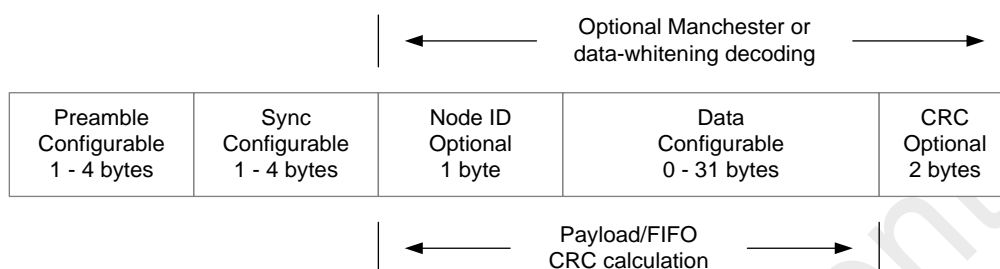 Optional Manchester or
data-whitening decoding
Preamble
Configurable
1 - 4 bytes
Sync
Configurable
1 - 4 bytes
Node ID
Optional
1 byte
Data
Configurable
0 - 31 bytes
CRC
Optional
2 bytes
Payload/FIFO
CRC calculation